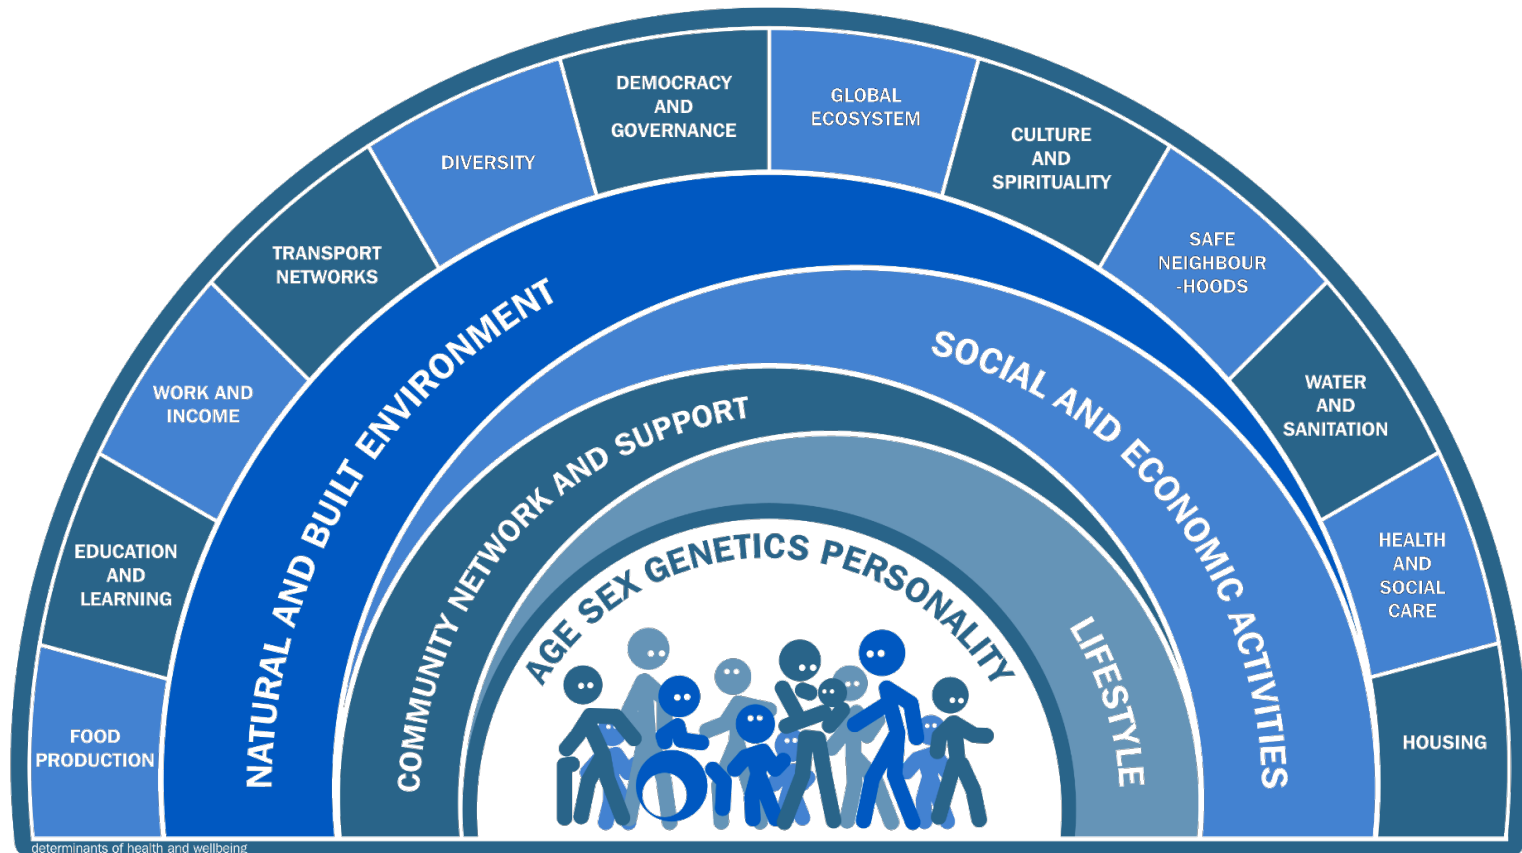 FOOD
PRODUCTION
EDUCATION
AND
LEARNING
WORK AND
INCOME
TRANSPORT
NETWORKS
DIVERSITY
DEMOCRACY
AND
GOVERNANCE
GLOBAL
ECOSYSTEM
CULTURE
AND
SPIRITUALITY
SAFE
NEIGHBOUR
-HOODS
WATER
AND
SANITATION
HEALTH
AND
SOCIAL
CARE
HOUSING
NATURAL AND BUILT ENVIRONMENT
SOCIAL AND ECONOMIC ACTIVITIES
COMMUNITY NETWORK AND SUPPORT
LIFESTYLE
AGE SEX GENETICS PERSONALITY
determinants of health and wellbeing